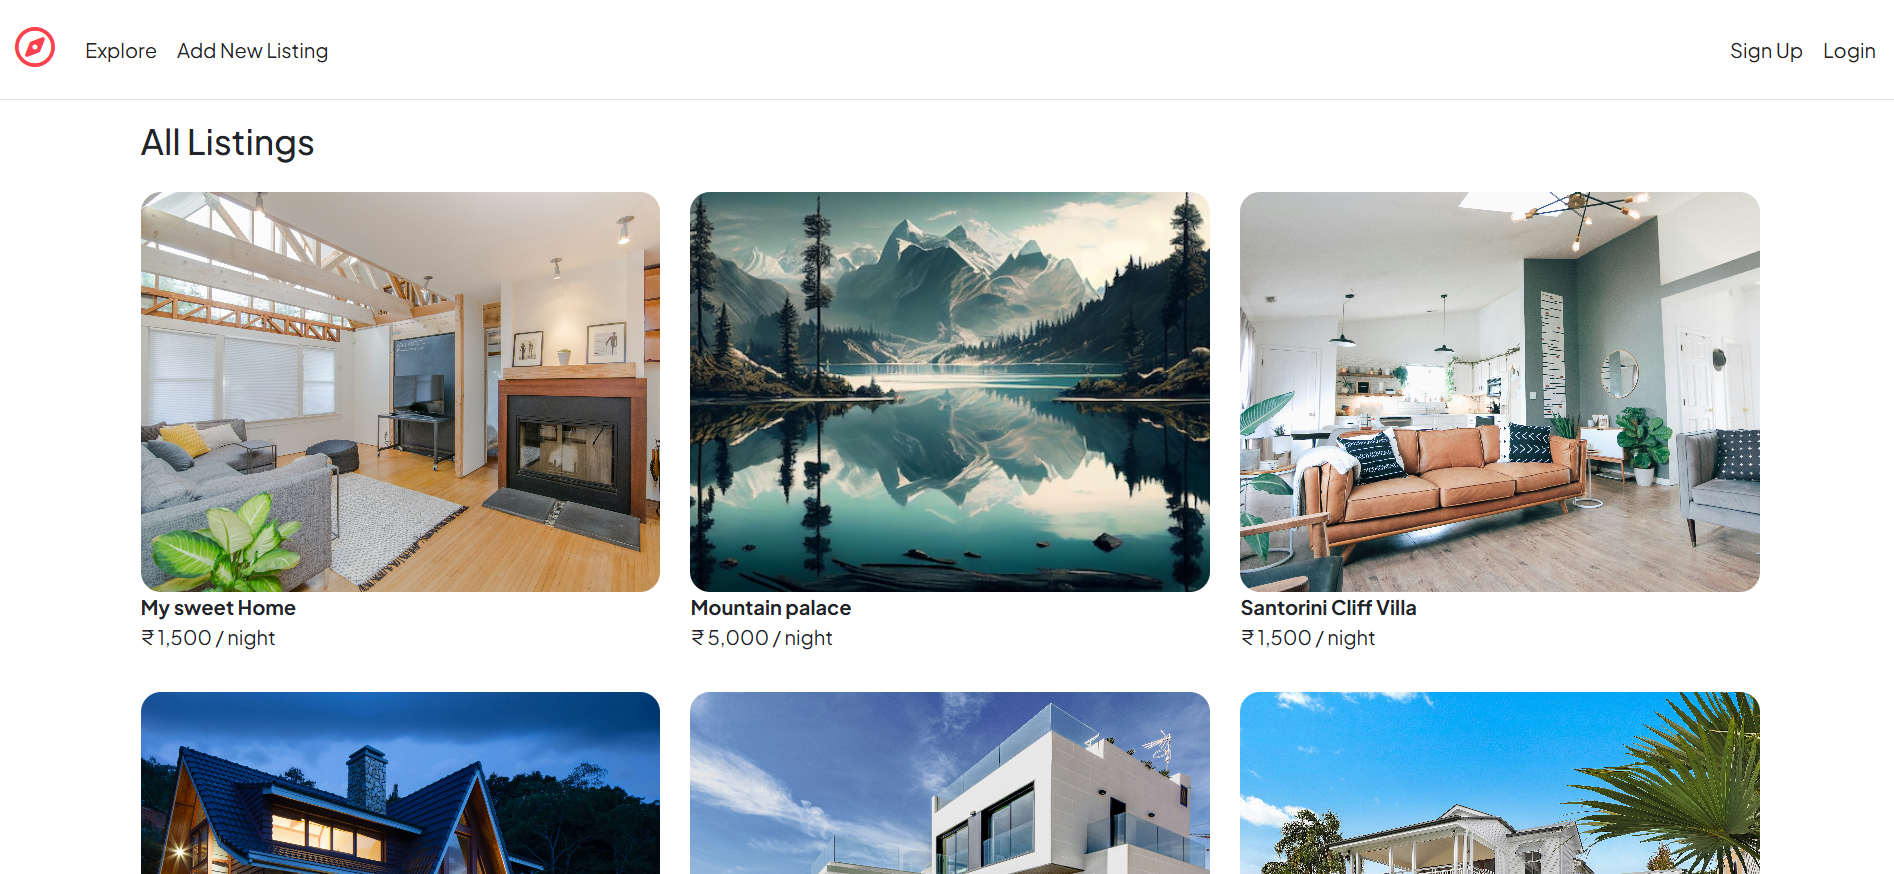 Explore Add New Listing Sign Up Login
All Listings
My sweet Home
₹1,500 / night
Mountain palace
₹5,000 / night
Santorini Cliff Villa
₹1,500 / night